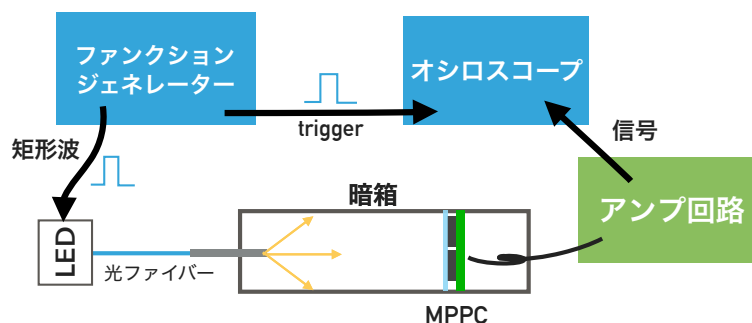 ファンクション
ジェネレーター
オシロスコープ
trigger
信号
矩形波
アンプ回路
暗箱
LED
光ファイバー
MPPC